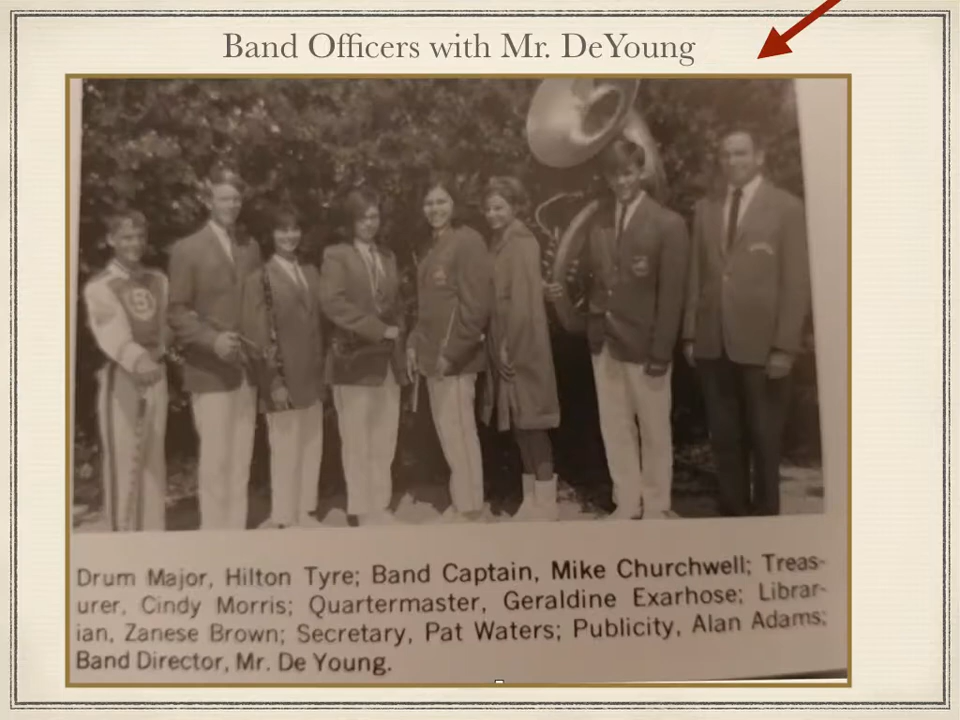 Band Officers with Mr. DeYoung
Drum Major, Hilton Tyre; Band Captain, Mike Churchwell; Treas-
urer, Cindy Morris; Quartermaster, Geraldine Exarhose; Librar-
ian, Zanese Brown; Secretary, Pat Waters; Publicity, Alan Adams;
Band Director, Mr. De Young.